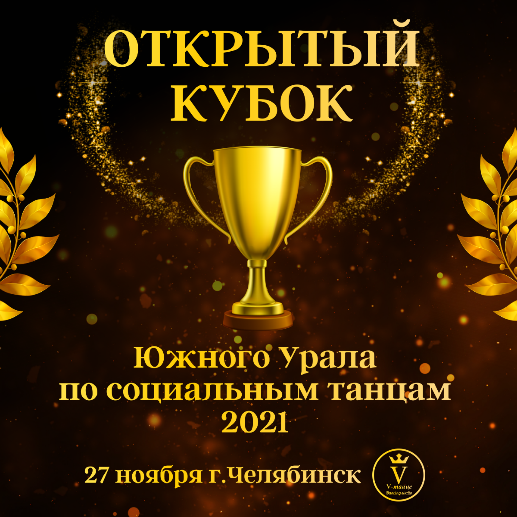 ОТКРЫТЫЙ
КУБОК
Южного Урала
по социальным танцам
2021
27 ноября г.Челябинск
V